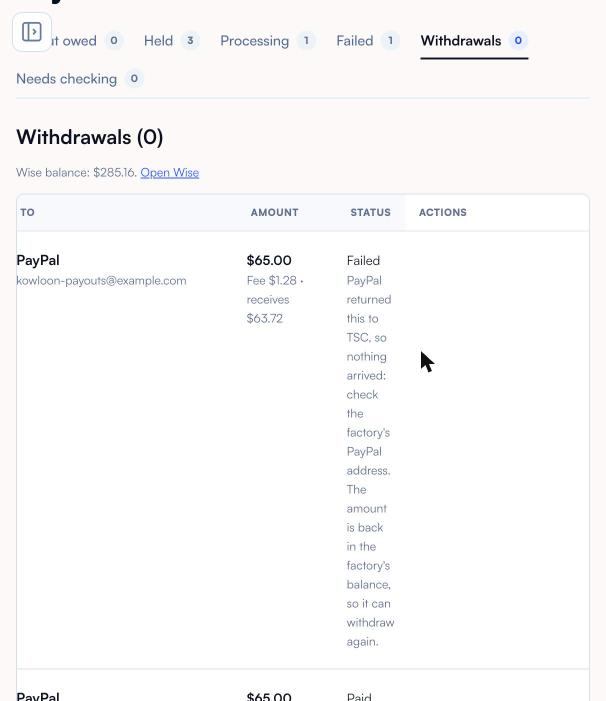 ut owed 0 Held 3 Processing 1 Failed 1 Withdrawals 0
Needs checking 0
Withdrawals (0)
Wise balance: $285.16. Open Wise
TO AMOUNT STATUS ACTIONS
PayPal $65.00 Failed
kowloon-payouts@example.com Fee $1.28 · PayPal
receives returned
$63.72 this to
TSC, so
nothing
arrived:
check
the
factory's
PayPal
address.
The
amount
is back
in the
factory's
balance,
so it can
withdraw
again.
PayPal $65.00 Paid